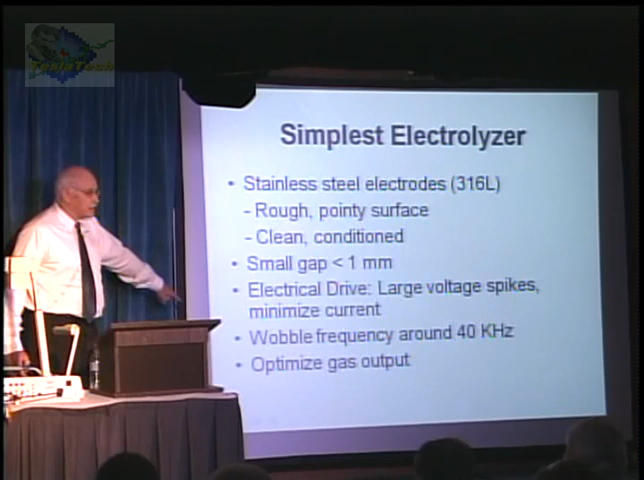 TeslaTech
Simplest Electrolyzer
• Stainless steel electrodes (316L)
- Rough, pointy surface
- Clean, conditioned
• Small gap < 1 mm
• Electrical Drive: Large voltage spikes,
minimize current
• Wobble frequency around 40 KHz
• Optimize gas output